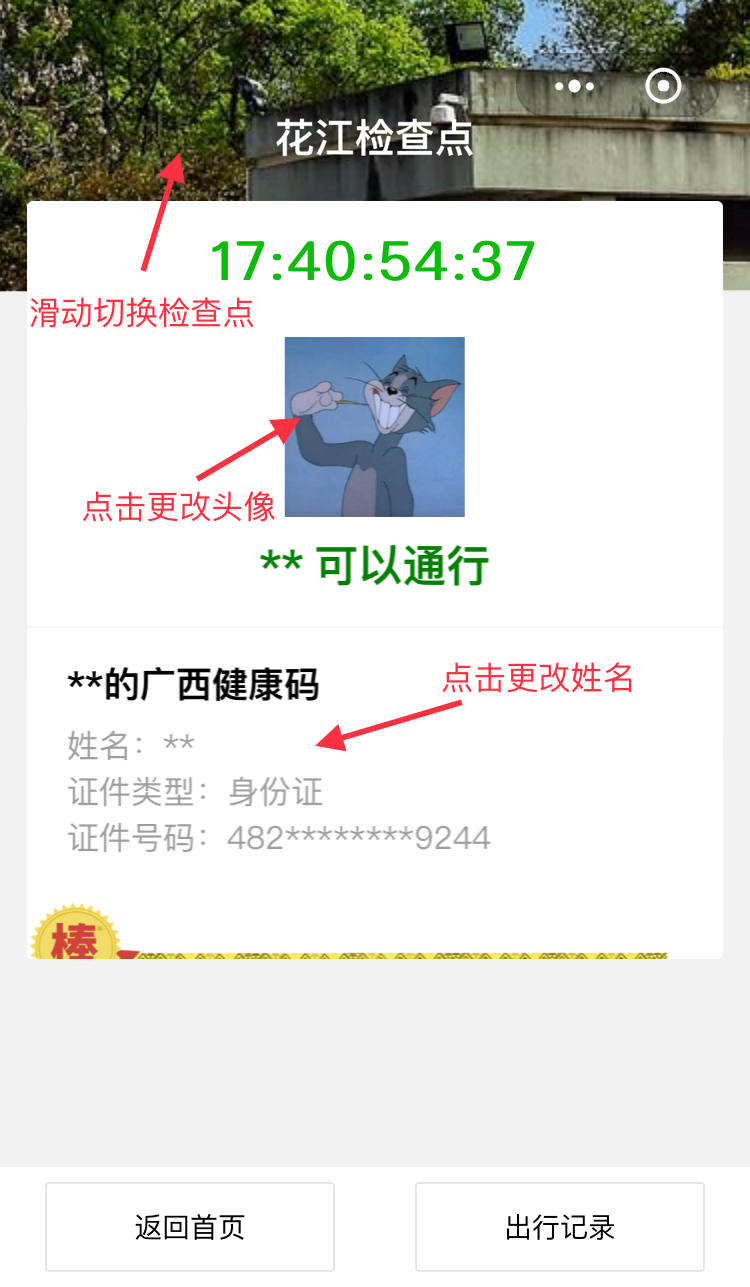 花江检查点
17:40:54:37
滑动切换检查点
点击更改头像
** 可以通行
**的广西健康码
点击更改姓名
姓名：**
证件类型：身份证
证件号码：482********9244
棒
返回首页
出行记录